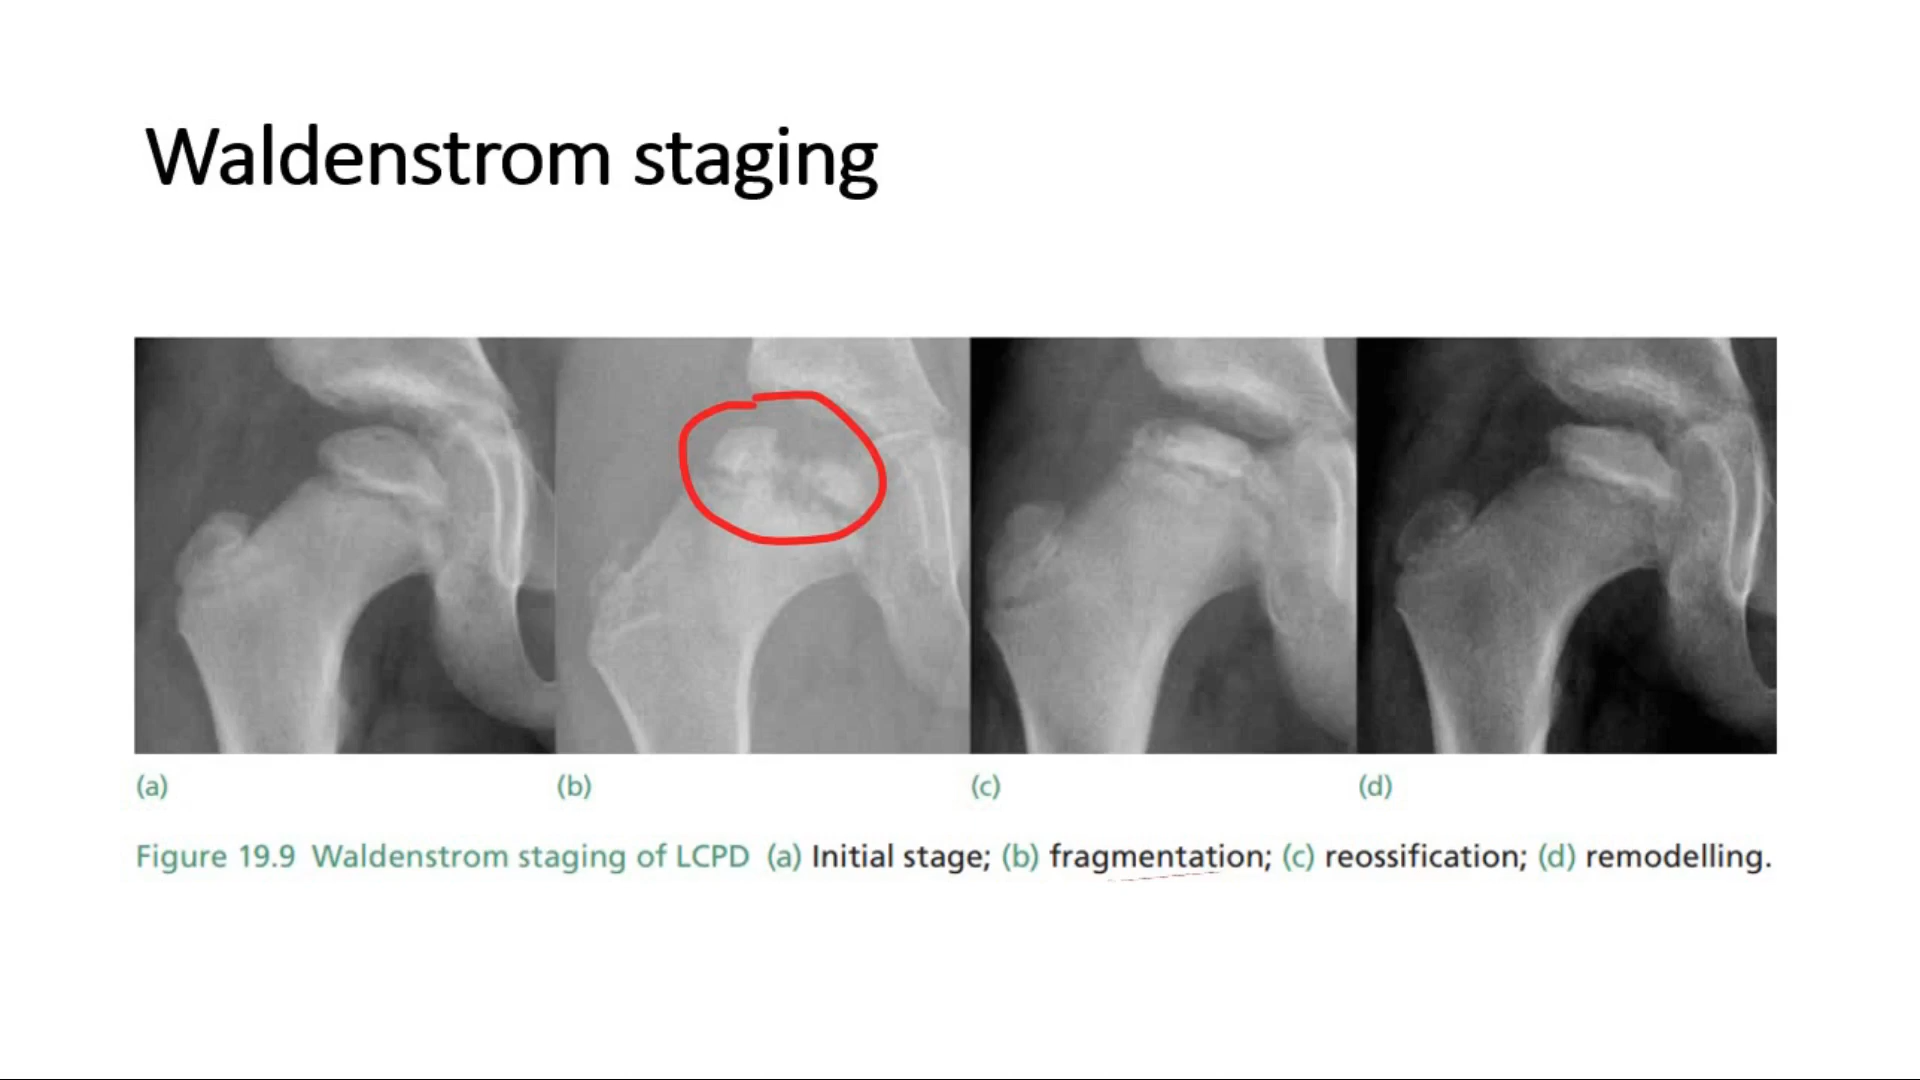 Waldenstrom staging
(a) (b) (c) (d)
Figure 19.9 Waldenstrom staging of LCPD (a) Initial stage; (b) fragmentation; (c) reossification; (d) remodelling.